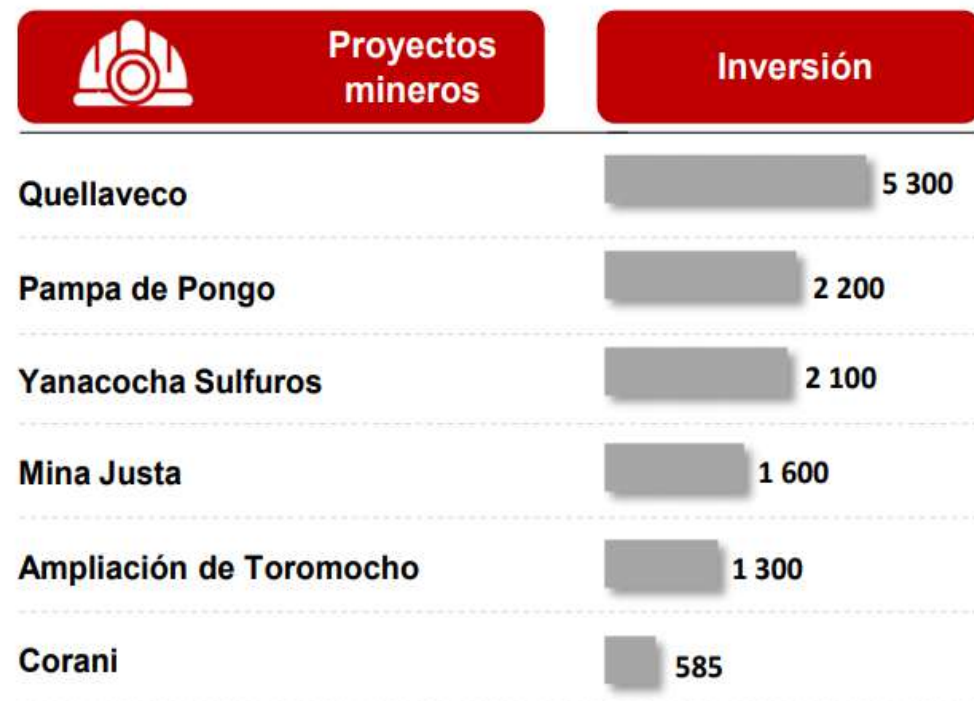 Proyectos
mineros
Inversión
Quellaveco
5 300
Pampa de Pongo
2 200
Yanacocha Sulfuros
2 100
Mina Justa
1 600
Ampliación de Toromocho
1 300
Corani
585